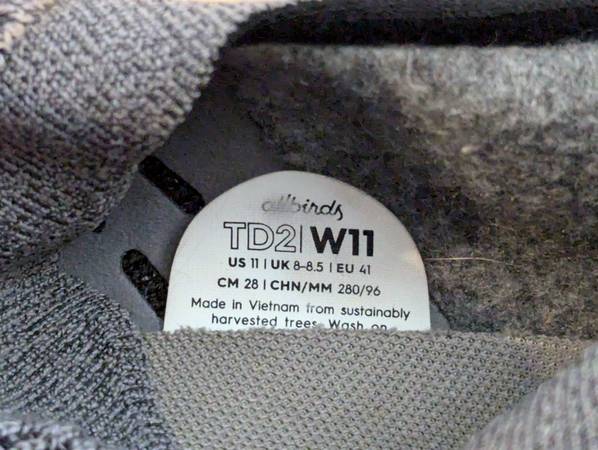 allbirds
TD2 | W11
US 11 | UK 8–8.5 | EU 41
CM 28 | CHN/MM 280/96
Made in Vietnam from sustainably
harvested trees. Wash on